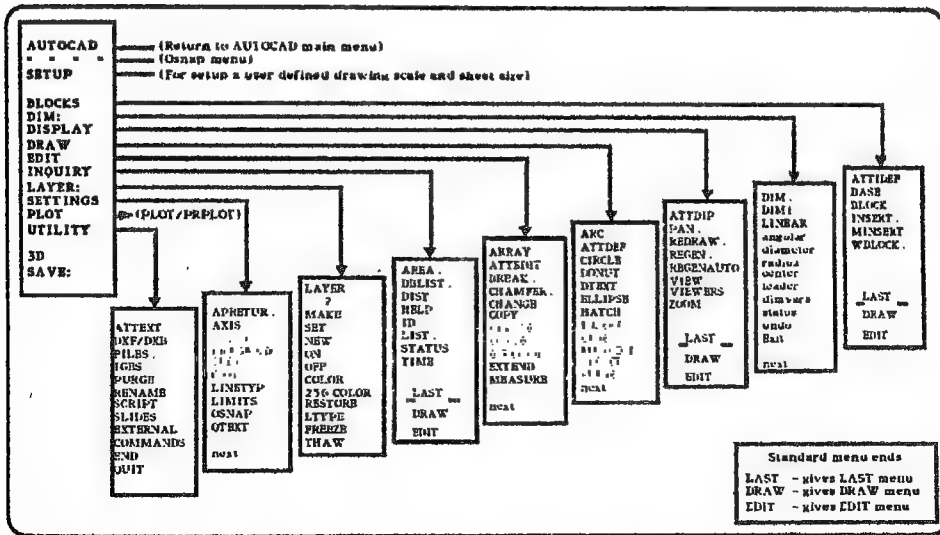 AUTOCAD
(Return to AUTOCAD main menu)
(Osnap menu)
SETUP
(For setup a user defined drawing scale and sheet size)
BLOCKS
DIM:
DISPLAY
DRAW
EDIT
INQUIRY
LAYER:
SETTINGS
PLOT
(PLOT/PRPLOT)
UTILITY
3D
SAVE:
ATTEXT
DXF/DXB
FILES.
IGES
PURGE
RENAME
SCRIPT
SLIDES
EXTERNAL
COMMANDS
END
QUIT
APRETUR.
AXIS
LINETYP
LIMITS
OSNAP
QTEXT
next
LAYER
?
MAKE
SET
NEW
ON
OFF
COLOR
256 COLOR
RESTORE
LTYPE
FREEZE
THAW
AREA.
DBLIST.
DIST
HELP
ID
LIST.
STATUS
TIME
LAST
DRAW
EDIT
ARRAY
ATTEDIT
BREAK.
CHAMFER.
CHANGE
COPY
EXTEND
MEASURE
next
ARC
ATTDEF
CIRCLE
DONUT
DTEXT
ELLIPSE
HATCH
next
ATTDIP
PAN.
REDRAW.
REGEN.
REGENAUTO
VIEW
VIEWERS
ZOOM
LAST
DRAW
EDIT
DIM.
DIM1
LINEAR
angular
diameter
radius
center
leader
dimvars
status
undo
Exit
next
ATTIDEF
BASE
BLOCK
INSERT.
MINSERT
WBLOCK.
LAST
DRAW
EDIT
Standard menu ends
LAST - gives LAST menu
DRAW - gives DRAW menu
EDIT - gives EDIT menu